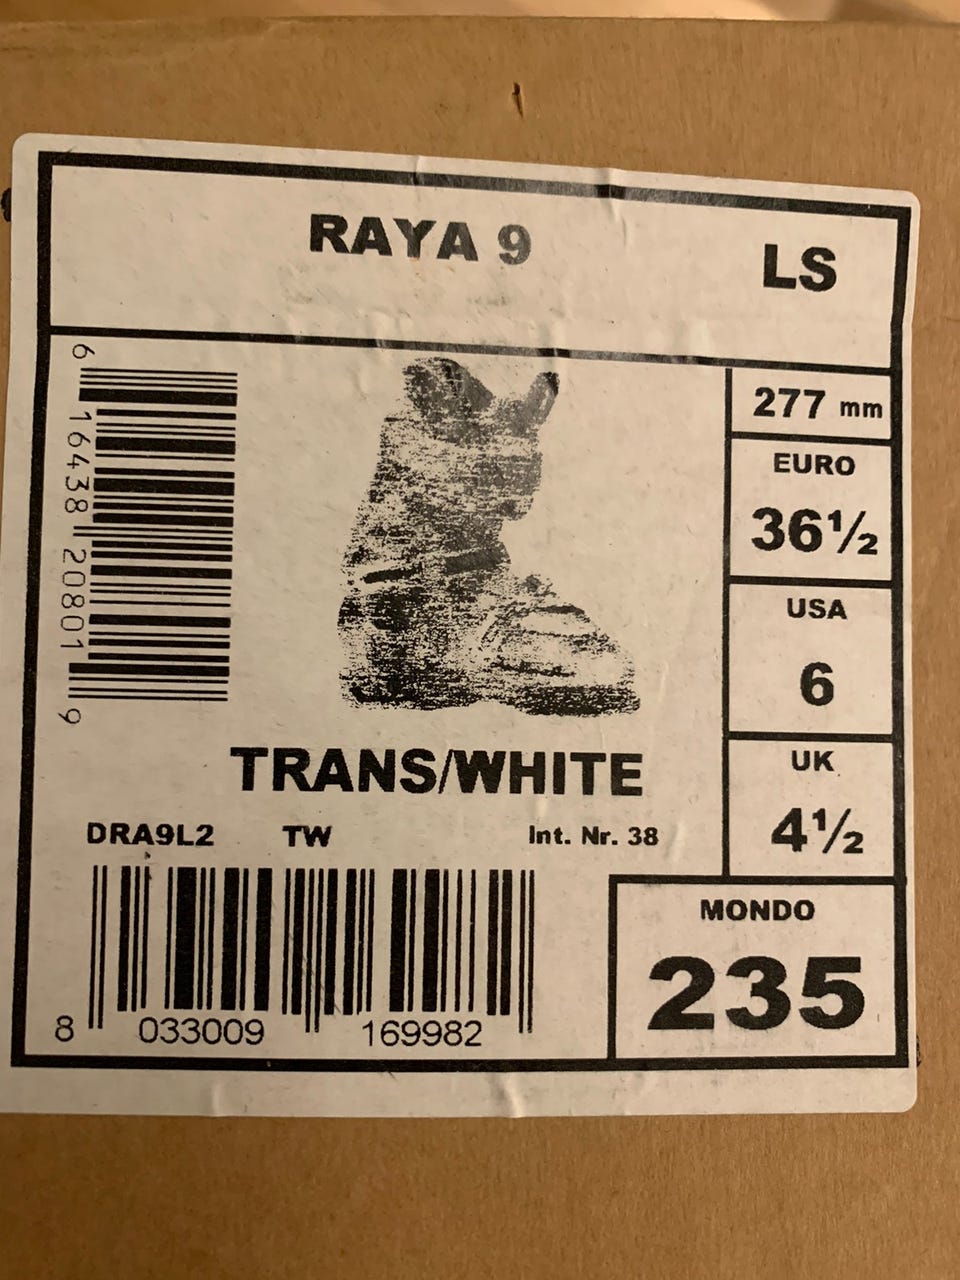 RAYA 9
LS
277 mm
EURO
36½
USA
6
UK
4½
MONDO
235
6 16438 20801 9
TRANS/WHITE
DRA9L2 TW Int. Nr. 38
8 033009 169982